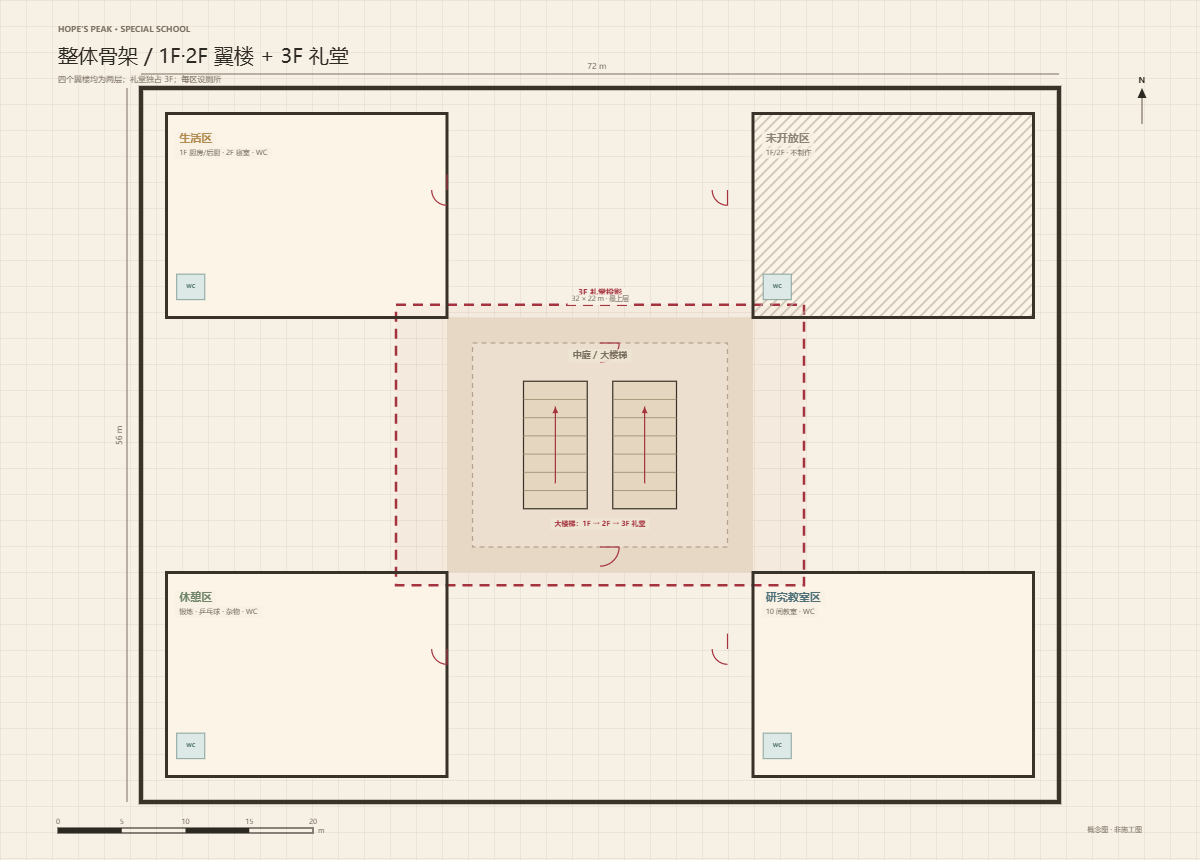 HOPE'S PEAK • SPECIAL SCHOOL
整体骨架 / 1F·2F 翼楼 + 3F 礼堂
四个翼楼均为两层；礼堂独占 3F；每区设厕所
72 m
N
生活区
1F 厨房/后厨 · 2F 寝室 · WC
未开放区
1F/2F · 不制作
WC
WC
3F 礼堂投影
32 × 22 m · 最上层
中庭 / 大楼梯
56 m
大楼梯：1F → 2F → 3F 礼堂
休憩区
锻炼 · 乒乓球 · 杂物 · WC
研究教室区
10 间教室 · WC
WC
WC
0 5 10 15 20
m
概念图 · 非施工图